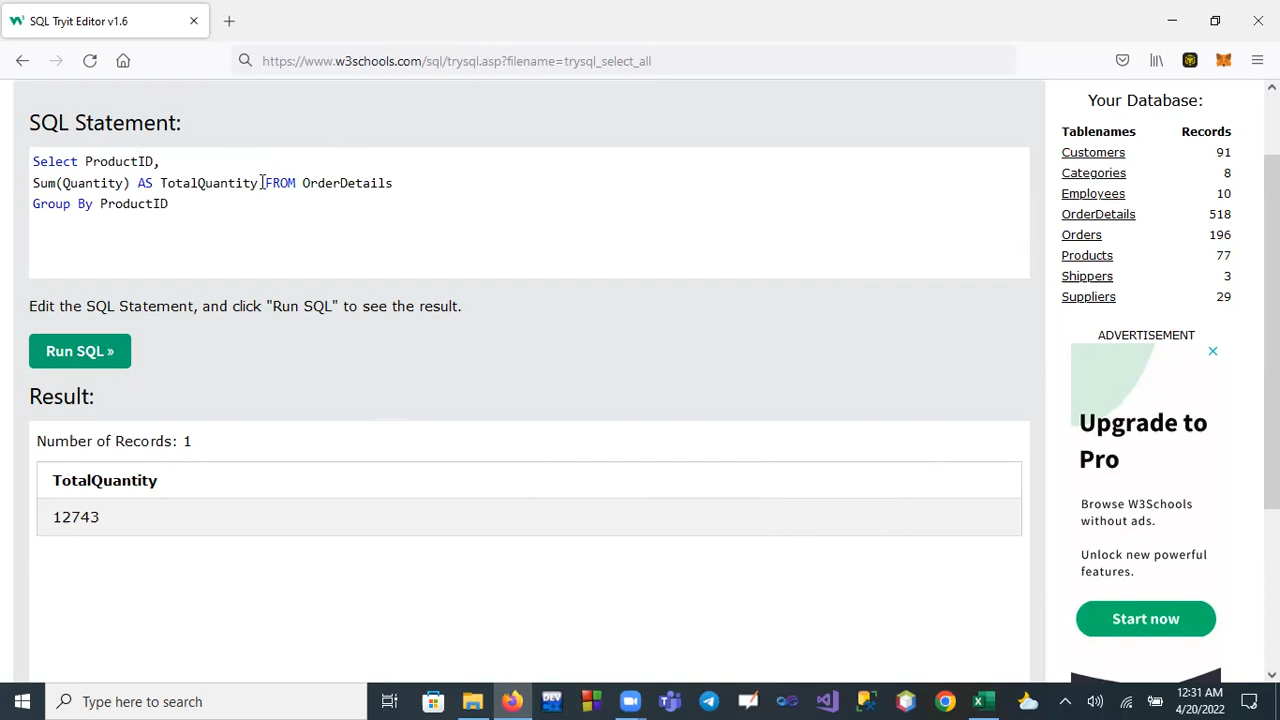 SQL Tryit Editor v1.6
https://www.w3schools.com/sql/trysql.asp?filename=trysql_select_all
SQL Statement:
Select ProductID,
Sum(Quantity) AS TotalQuantity FROM OrderDetails
Group By ProductID
Edit the SQL Statement, and click "Run SQL" to see the result.
Run SQL »
Result:
Number of Records: 1
TotalQuantity
12743
Your Database:
Tablenames Records
Customers 91
Categories 8
Employees 10
OrderDetails 518
Orders 196
Products 77
Shippers 3
Suppliers 29
ADVERTISEMENT
Upgrade to
Pro
Browse W3Schools
without ads.
Unlock new powerful
features.
Start now
Type here to search
DEV
12:31 AM
4/20/2022